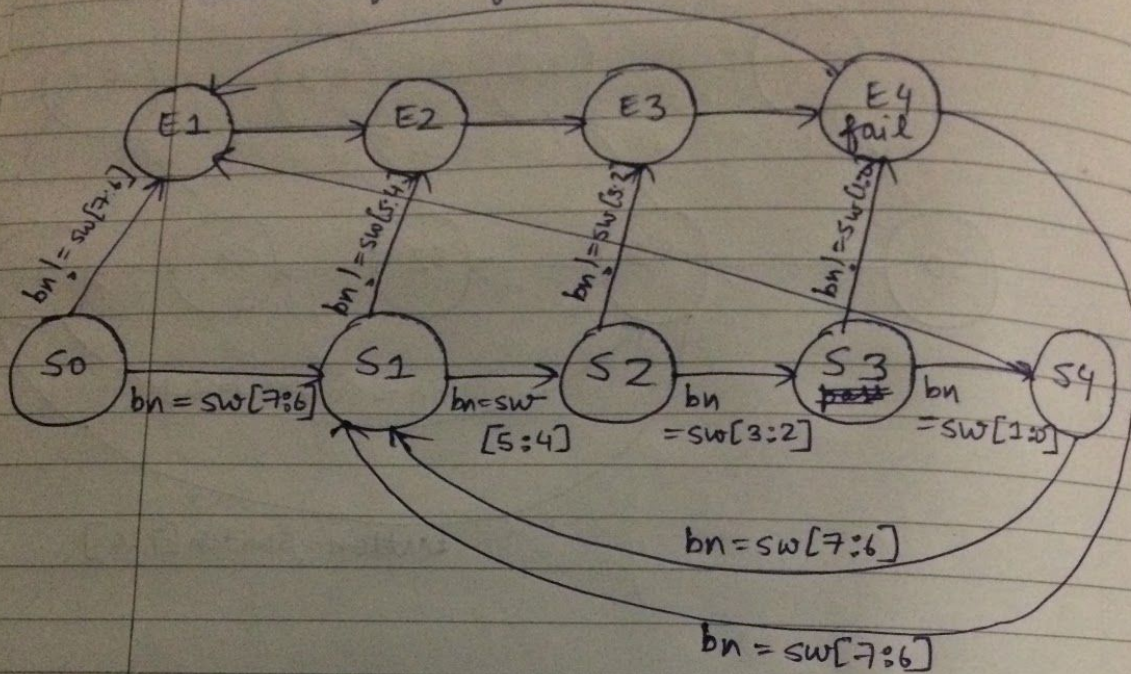 E1
E2
E3
E4
fail
bn != sw[7:6]
bn != sw[5:4]
bn != sw[3:2]
bn != sw[1:0]
S0
S1
S2
S3
S4
bn = sw[7:6]
bn=sw
[5:4]
bn
=sw[3:2]
bn
=sw[1:0]
bn = sw[7:6]
bn = sw[7:6]